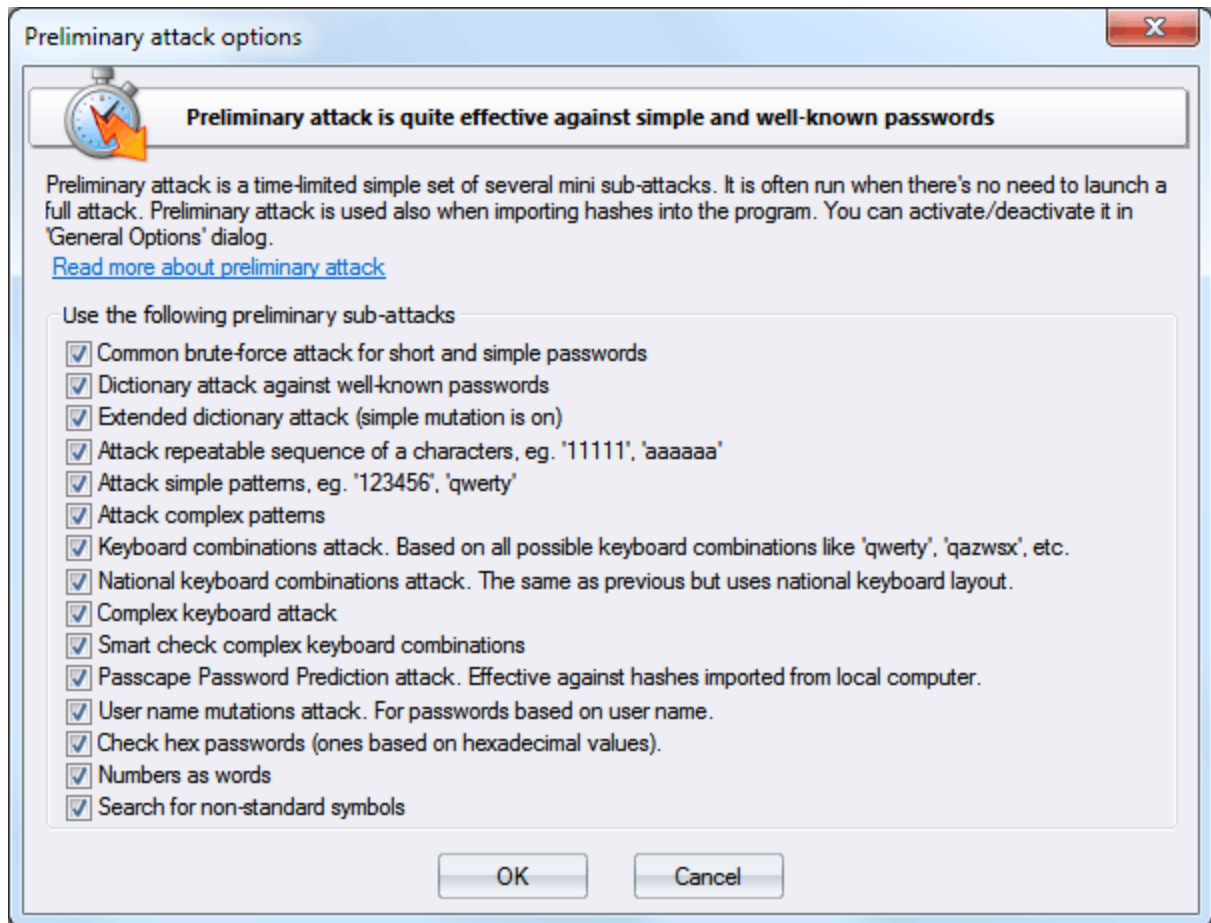 Preliminary attack options
Preliminary attack is quite effective against simple and well-known passwords
Preliminary attack is a time-limited simple set of several mini sub-attacks. It is often run when there's no need to launch a
full attack. Preliminary attack is used also when importing hashes into the program. You can activate/deactivate it in
'General Options' dialog.
Read more about preliminary attack
Use the following preliminary sub-attacks
Common brute-force attack for short and simple passwords
Dictionary attack against well-known passwords
Extended dictionary attack (simple mutation is on)
Attack repeatable sequence of a characters, eg. '11111', 'aaaaaa'
Attack simple patterns, eg. '123456', 'qwerty'
Attack complex patterns
Keyboard combinations attack. Based on all possible keyboard combinations like 'qwerty', 'qazwsx', etc.
National keyboard combinations attack. The same as previous but uses national keyboard layout.
Complex keyboard attack
Smart check complex keyboard combinations
Passcape Password Prediction attack. Effective against hashes imported from local computer.
User name mutations attack. For passwords based on user name.
Check hex passwords (ones based on hexadecimal values).
Numbers as words
Search for non-standard symbols
OK Cancel